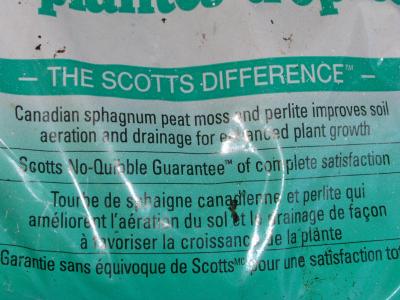 – THE SCOTTS DIFFERENCE™ –
Canadian sphagnum peat moss and perlite improves soil
aeration and drainage for enhanced plant growth
Scotts No-Quibble Guarantee™ of complete satisfaction
Tourbe de sphaigne canadienne et perlite qui
améliorent l'aération du sol et le drainage de façon
à favoriser la croissance de la plante
Garantie sans équivoque de Scotts MD pour une satisfaction